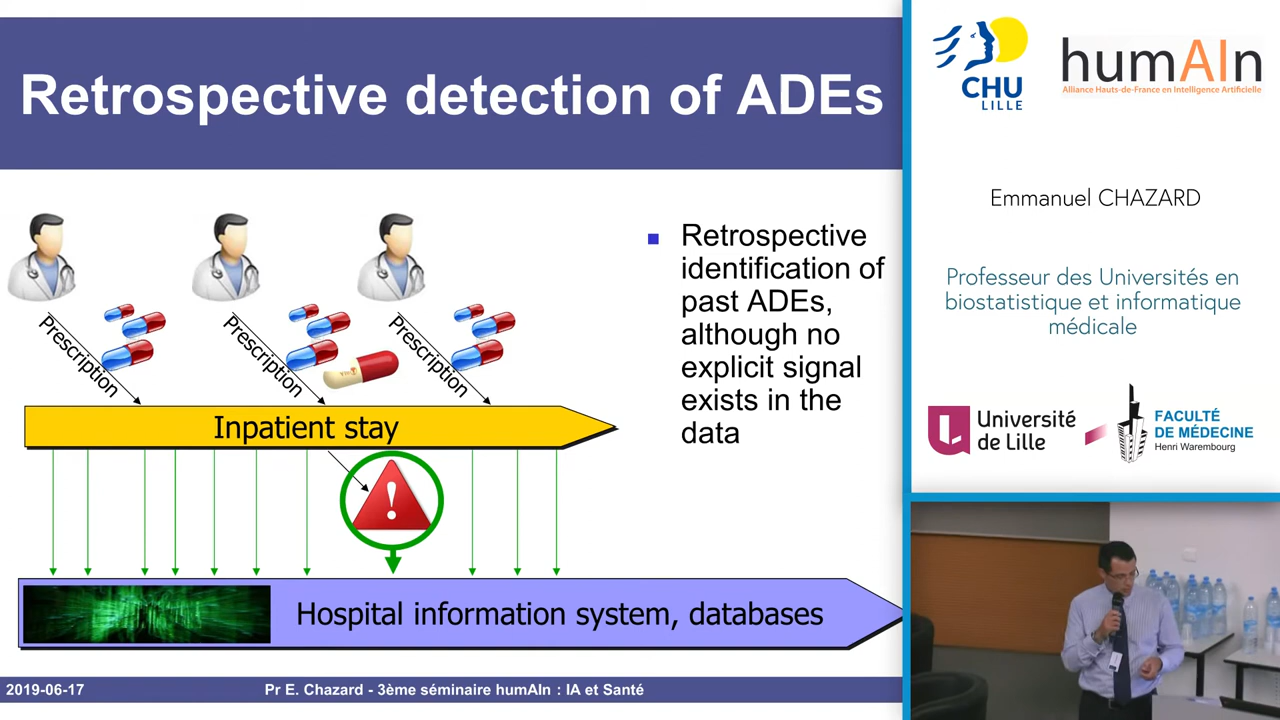 Retrospective detection of ADEs
Prescription
Prescription
Prescription
Inpatient stay
Hospital information system, databases
Retrospective
identification of
past ADEs,
although no
explicit signal
exists in the
data
2019-06-17
Pr E. Chazard - 3ème séminaire humAIn : IA et Santé
CHU
LILLE
humAIn
Alliance Hauts-de-France en Intelligence Artificielle
Emmanuel CHAZARD
Professeur des Universités en
biostatistique et informatique
médicale
Université
de Lille
FACULTÉ
DE MÉDECINE
Henri Warembourg